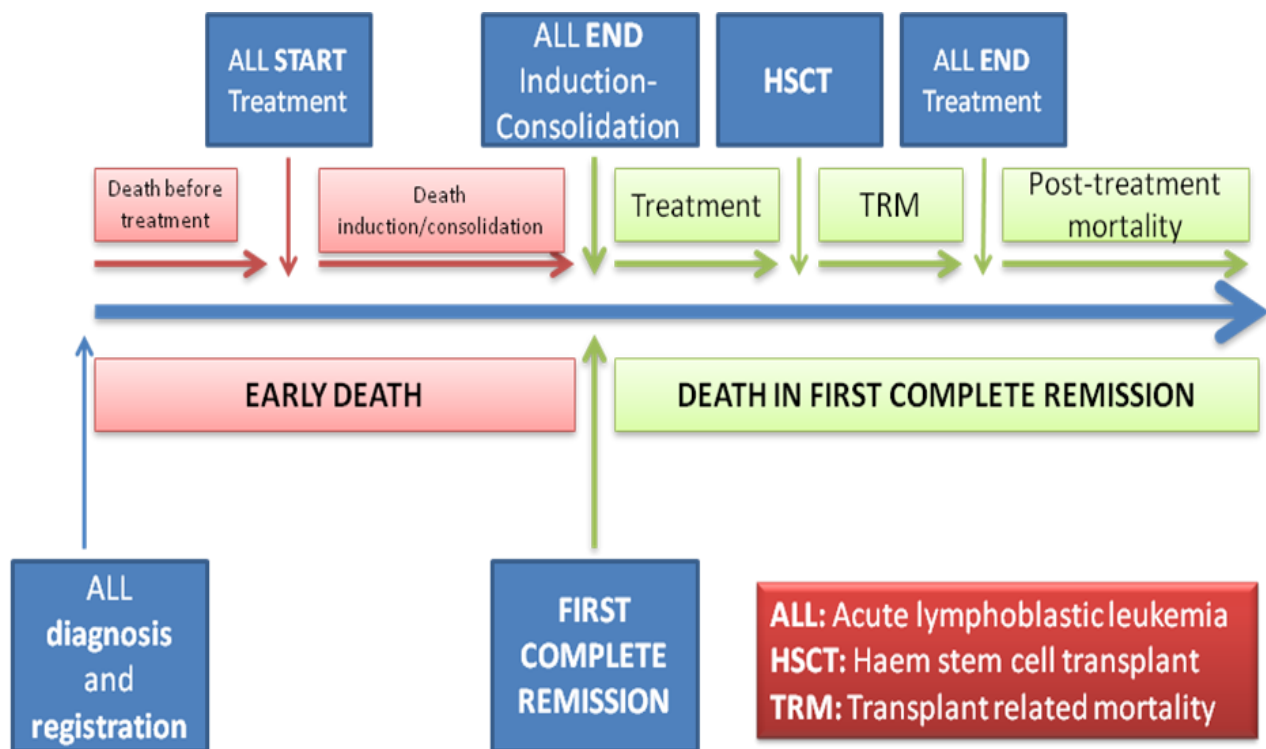 ALL START
Treatment
ALL END
Induction-
Consolidation
HSCT
ALL END
Treatment
Death before
treatment
Death
induction/consolidation
Treatment
TRM
Post-treatment
mortality
EARLY DEATH
DEATH IN FIRST COMPLETE REMISSION
ALL
diagnosis
and
registration
FIRST
COMPLETE
REMISSION
ALL: Acute lymphoblastic leukemia
HSCT: Haem stem cell transplant
TRM: Transplant related mortality